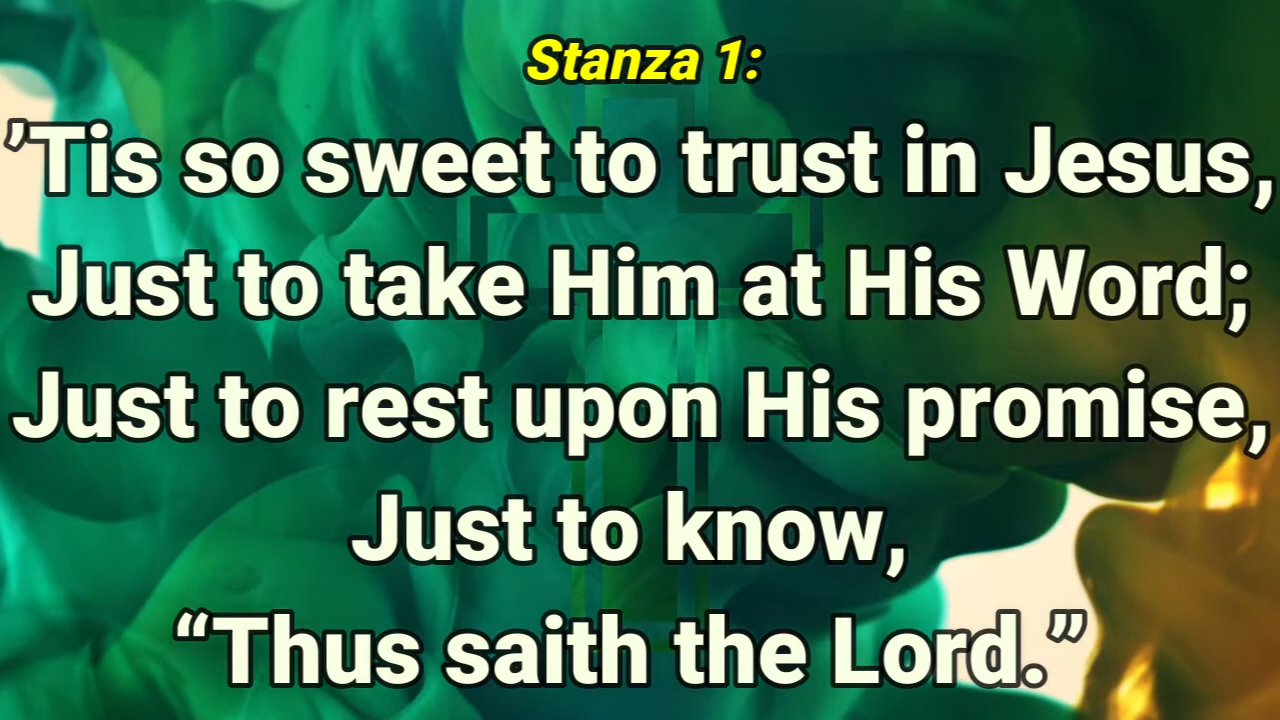 Stanza 1:
’Tis so sweet to trust in Jesus,
Just to take Him at His Word;
Just to rest upon His promise,
Just to know,
“Thus saith the Lord.”